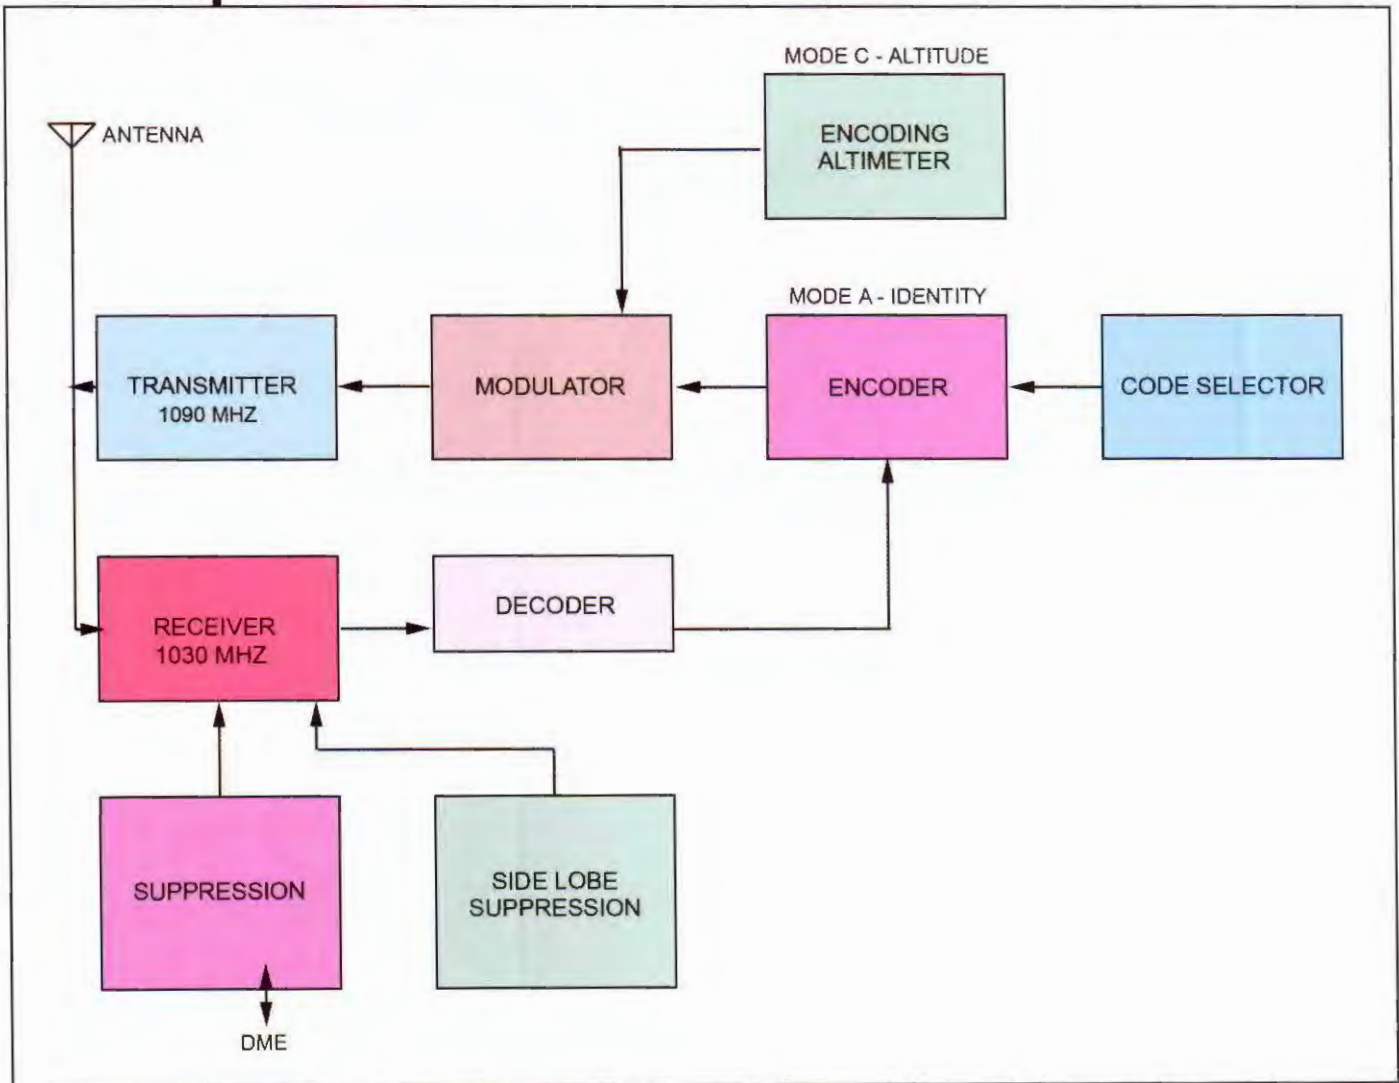 MODE C - ALTITUDE
ENCODING
ALTIMETER
ANTENNA
MODE A - IDENTITY
TRANSMITTER
1090 MHZ
MODULATOR
ENCODER
CODE SELECTOR
RECEIVER
1030 MHZ
DECODER
SUPPRESSION
SIDE LOBE
SUPPRESSION
DME